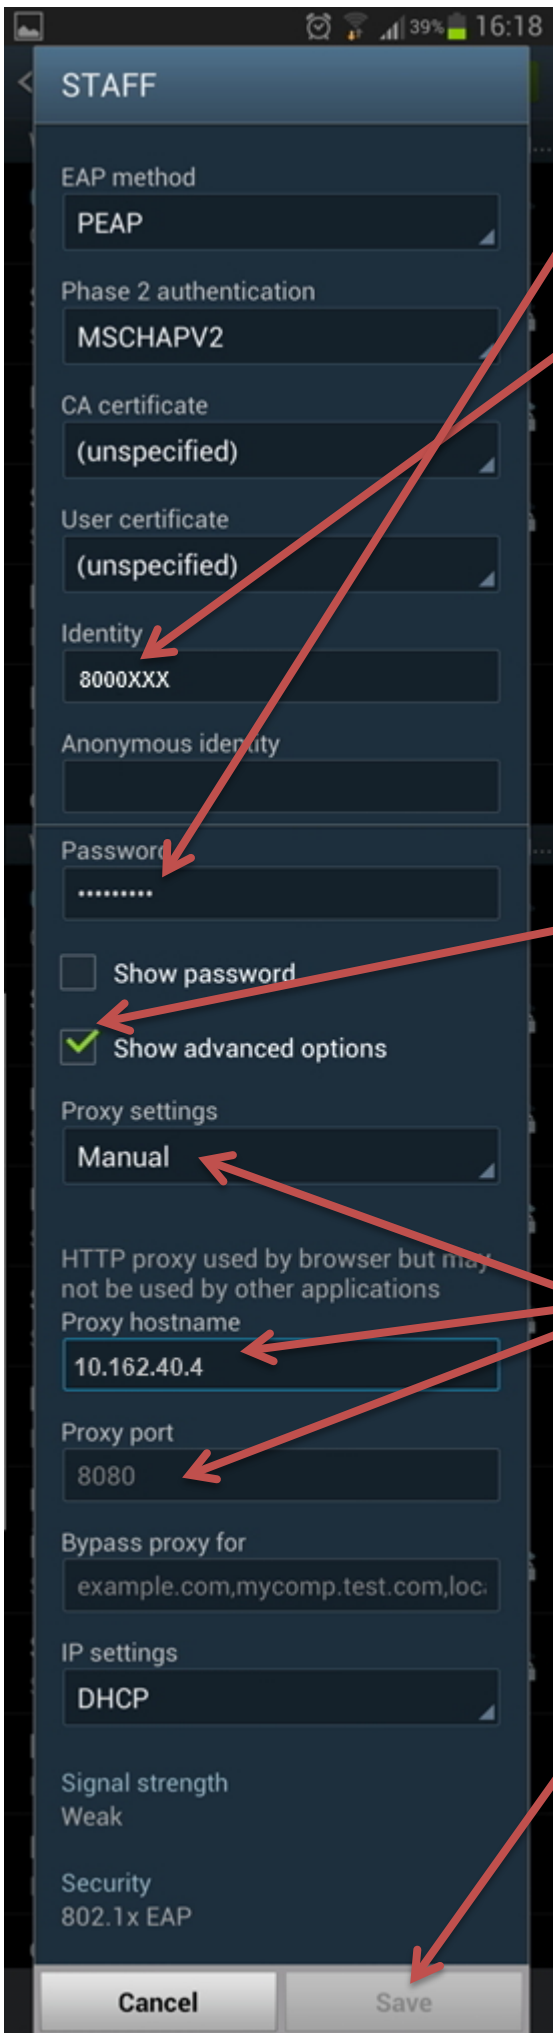 39% 16:18
STAFF
EAP method
PEAP
Phase 2 authentication
MSCHAPV2
CA certificate
(unspecified)
User certificate
(unspecified)
Identity
8000XXX
Anonymous identity
Password
•••••••••
Show password
Show advanced options
Proxy settings
Manual
HTTP proxy used by browser but may
not be used by other applications
Proxy hostname
10.162.40.4
Proxy port
8080
Bypass proxy for
example.com,mycomp.test.com,loca
IP settings
DHCP
Signal strength
Weak
Security
802.1x EAP
Cancel Save